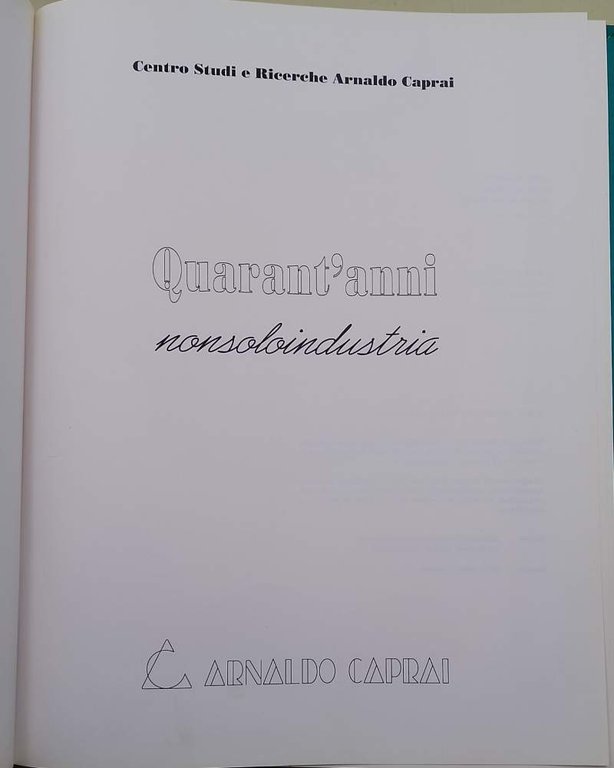 Centro Studi e Ricerche Arnaldo Caprai
Quarant'anni
nonsoloindustria
ARNALDO CAPRAI